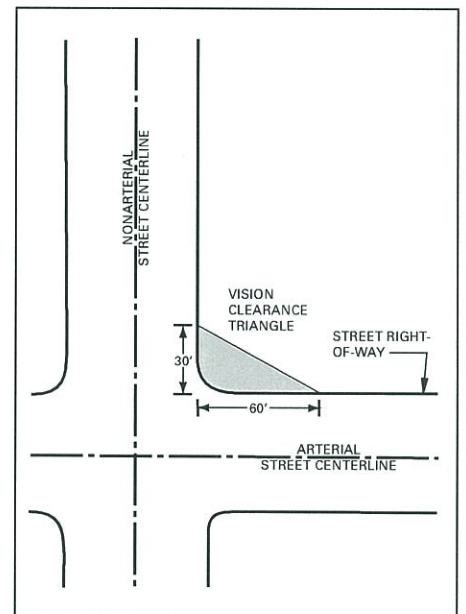 NONARTERIAL
STREET CENTERLINE
VISION
CLEARANCE
TRIANGLE
STREET RIGHT-
OF-WAY
30'
60'
ARTERIAL
STREET CENTERLINE